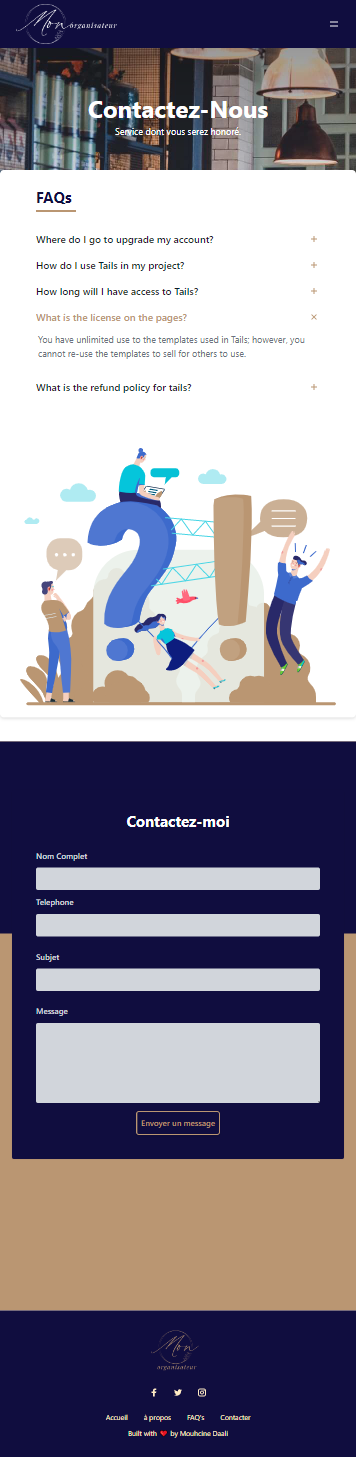 Mon organisateur
Contactez-Nous
Service dont vous serez honoré.
FAQs
Where do I go to upgrade my account?
How do I use Tails in my project?
How long will I have access to Tails?
What is the license on the pages?
You have unlimited use to the templates used in Tails; however, you
cannot re-use the templates to sell for others to use.
What is the refund policy for tails?
Contactez-moi
Nom Complet
Telephone
Subjet
Message
Envoyer un message
Mon
organisateur
Accueil à propos FAQ's Contacter
Built with ❤ by Mouhcine Daali